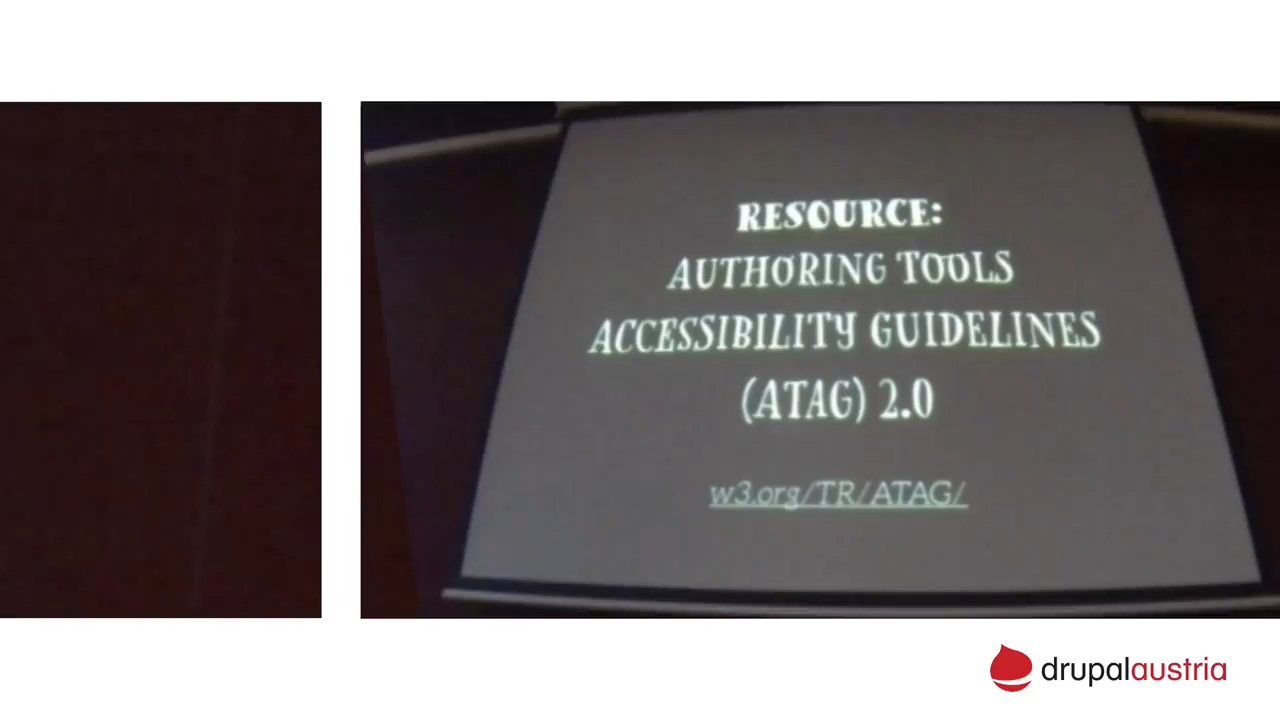 RESOURCE:
AUTHORING TOOLS
ACCESSIBILITY GUIDELINES
(ATAG) 2.0
w3.org/TR/ATAG/
drupalaustria